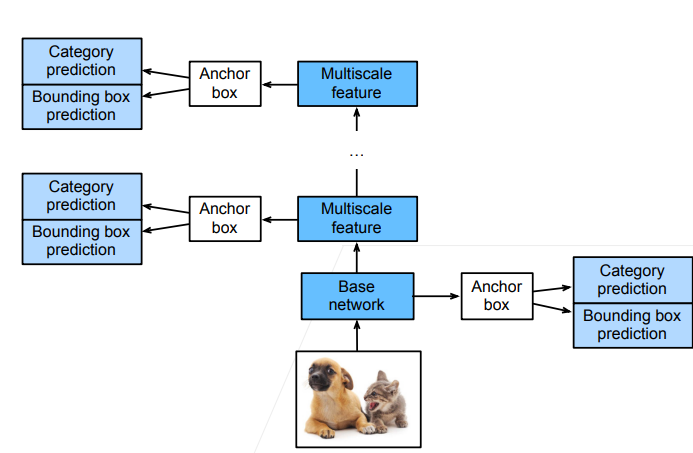 Category
prediction
Bounding box
prediction
Anchor
box
Multiscale
feature
...
Category
prediction
Bounding box
prediction
Anchor
box
Multiscale
feature
Base
network
Anchor
box
Category
prediction
Bounding box
prediction